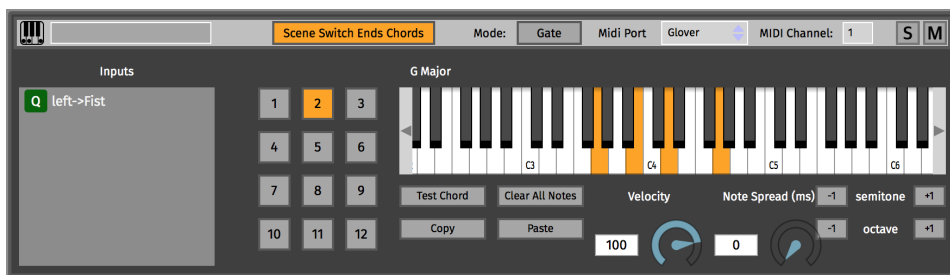 Scene Switch Ends Chords Mode: Gate Midi Port Glover MIDI Channel: 1 S M
Inputs G Major
Q left->Fist
1 2 3
4 5 6
C3 C4 C5 C6
7 8 9 Test Chord Clear All Notes Velocity Note Spread (ms) -1 semitone +1
10 11 12 Copy Paste -1 octave +1
100 0